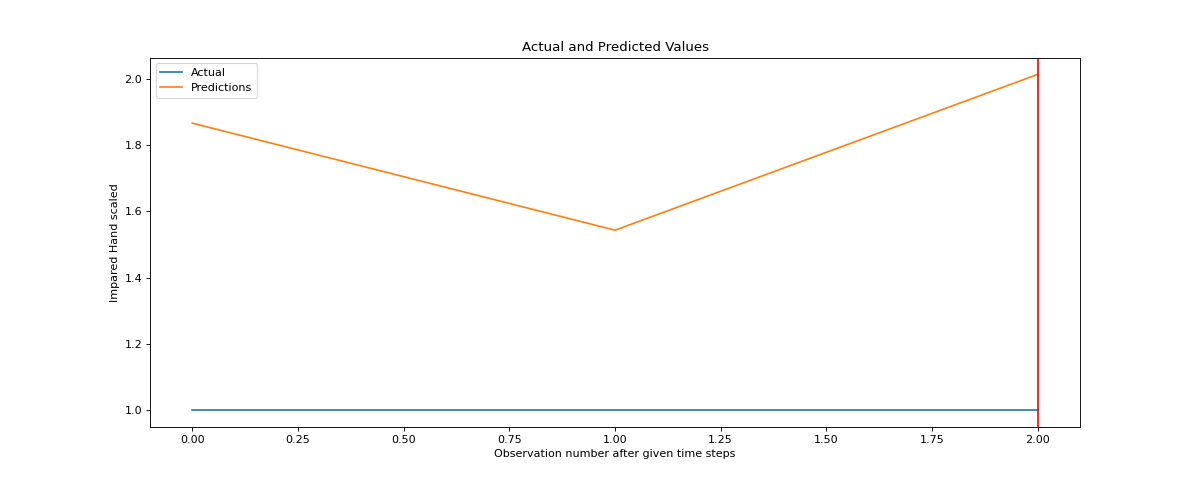 Actual and Predicted Values
Actual
Predictions
Impared Hand scaled
2.0
1.8
1.6
1.4
1.2
1.0
0.00 0.25 0.50 0.75 1.00 1.25 1.50 1.75 2.00
Observation number after given time steps